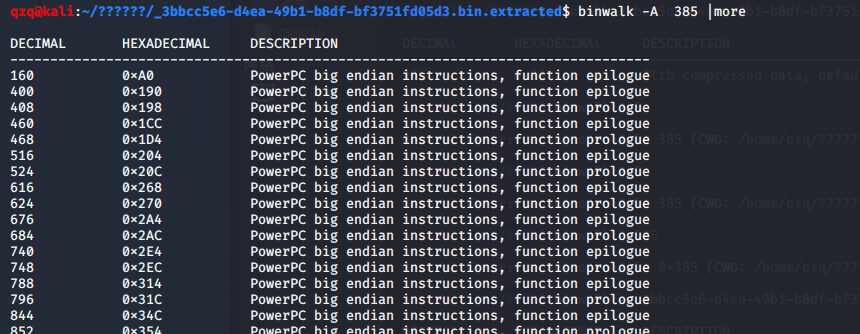 qzq@kali:~/??????/_3bbcc5e6-d4ea-49b1-b8df-bf3751fd05d3.bin.extracted$ binwalk -A  385 |more
DECIMAL       HEXADECIMAL     DESCRIPTION
--------------------------------------------------------------------------------
160           0×A0            PowerPC big endian instructions, function epilogue
400           0×190           PowerPC big endian instructions, function epilogue
408           0×198           PowerPC big endian instructions, function prologue
460           0×1CC           PowerPC big endian instructions, function epilogue
468           0×1D4           PowerPC big endian instructions, function prologue
516           0×204           PowerPC big endian instructions, function epilogue
524           0×20C           PowerPC big endian instructions, function prologue
616           0×268           PowerPC big endian instructions, function epilogue
624           0×270           PowerPC big endian instructions, function prologue
676           0×2A4           PowerPC big endian instructions, function epilogue
684           0×2AC           PowerPC big endian instructions, function prologue
740           0×2E4           PowerPC big endian instructions, function epilogue
748           0×2EC           PowerPC big endian instructions, function prologue
788           0×314           PowerPC big endian instructions, function epilogue
796           0×31C           PowerPC big endian instructions, function prologue
844           0×34C           PowerPC big endian instructions, function epilogue
852           0×354           PowerPC big endian instructions, function prologue